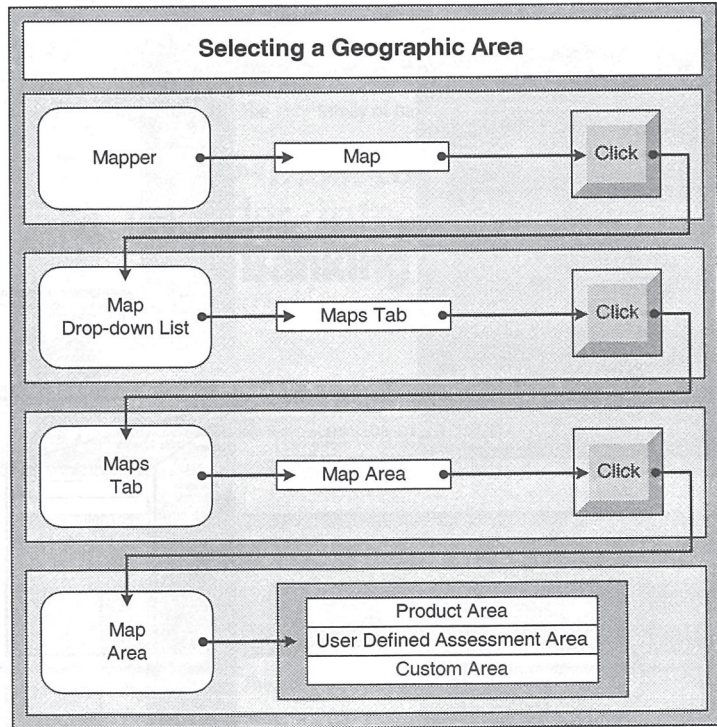 Selecting a Geographic Area
Mapper
Map
Click
Map
Drop-down List
Maps Tab
Click
Maps
Tab
Map Area
Click
Map
Area
Product Area
User Defined Assessment Area
Custom Area